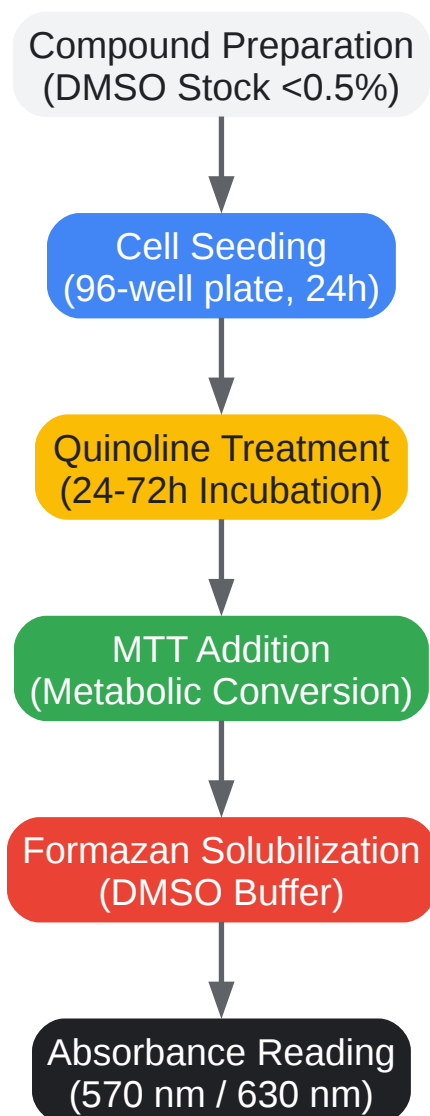 Compound Preparation
(DMSO Stock <0.5%)
Cell Seeding
(96-well plate, 24h)
Quinoline Treatment
(24-72h Incubation)
MTT Addition
(Metabolic Conversion)
Formazan Solubilization
(DMSO Buffer)
Absorbance Reading
(570 nm / 630 nm)